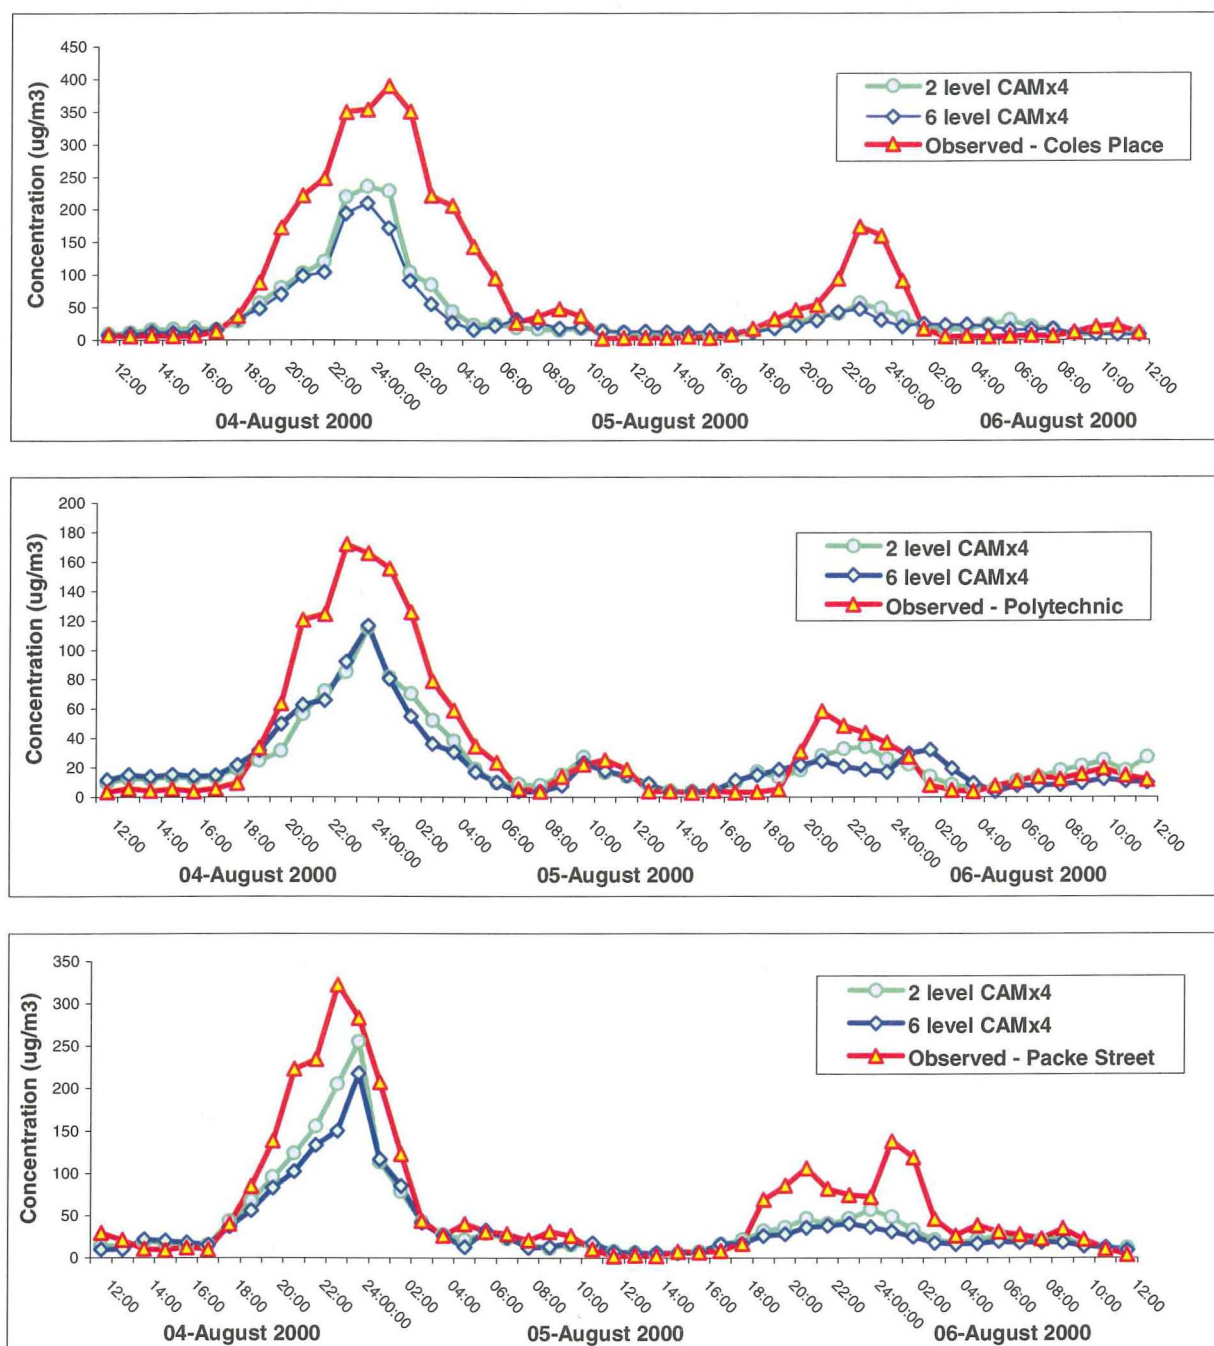 450
400
350
300
250
200
150
100
50
0
Concentration (ug/m3)
2 level CAMx4
6 level CAMx4
Observed - Coles Place
12:00 14:00 16:00 18:00 20:00 22:00 24:00:00 02:00 04:00 06:00 08:00 10:00 12:00 14:00 16:00 18:00 20:00 22:00 24:00:00 02:00 04:00 06:00 08:00 10:00 12:00
04-August 2000 05-August 2000 06-August 2000
200
180
160
140
120
100
80
60
40
20
0
Concentration (ug/m3)
2 level CAMx4
6 level CAMx4
Observed - Polytechnic
12:00 14:00 16:00 18:00 20:00 22:00 24:00:00 02:00 04:00 06:00 08:00 10:00 12:00 14:00 16:00 18:00 20:00 22:00 24:00:00 02:00 04:00 06:00 08:00 10:00 12:00
04-August 2000 05-August 2000 06-August 2000
350
300
250
200
150
100
50
0
Concentration (ug/m3)
2 level CAMx4
6 level CAMx4
Observed - Packe Street
12:00 14:00 16:00 18:00 20:00 22:00 24:00:00 02:00 04:00 06:00 08:00 10:00 12:00 14:00 16:00 18:00 20:00 22:00 24:00:00 02:00 04:00 06:00 08:00 10:00 12:00
04-August 2000 05-August 2000 06-August 2000